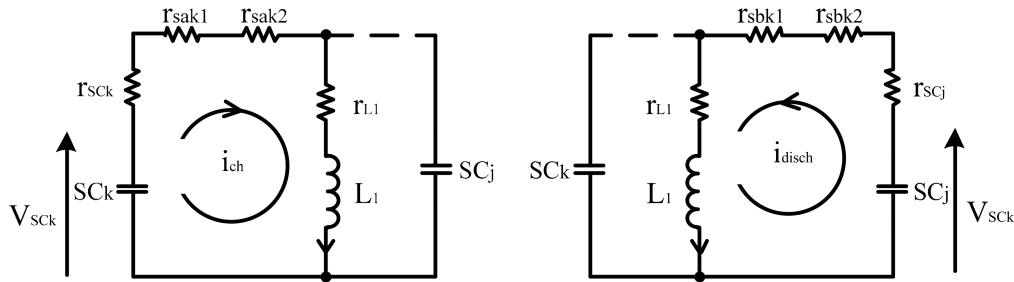 rsak1 rsak2
rSCk
rL1
ich
SCk
L1
SCj
VSCk
rsbk1 rsbk2
rSCj
rL1
idisch
SCk
L1
SCj
VSCk